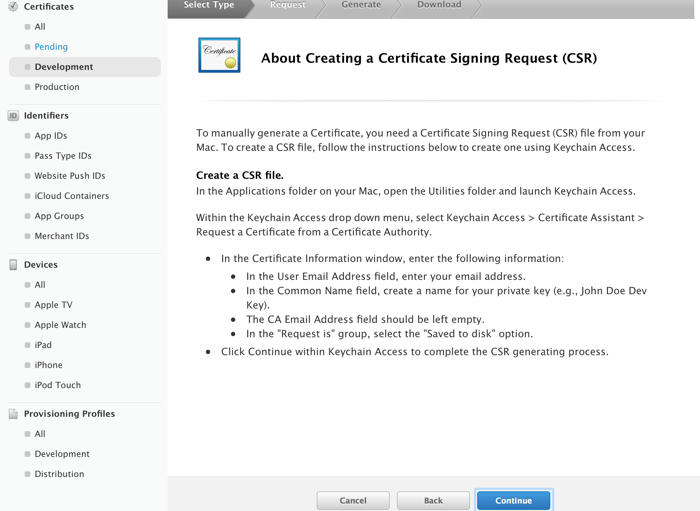 Certificates
All
Pending
Development
Production
ID Identifiers
App IDs
Pass Type IDs
Website Push IDs
iCloud Containers
App Groups
Merchant IDs
Devices
All
Apple TV
Apple Watch
iPad
iPhone
iPod Touch
Provisioning Profiles
All
Development
Distribution
Select Type
Request
Generate
Download
Certificate
About Creating a Certificate Signing Request (CSR)
To manually generate a Certificate, you need a Certificate Signing Request (CSR) file from your
Mac. To create a CSR file, follow the instructions below to create one using Keychain Access.
Create a CSR file.
In the Applications folder on your Mac, open the Utilities folder and launch Keychain Access.
Within the Keychain Access drop down menu, select Keychain Access > Certificate Assistant >
Request a Certificate from a Certificate Authority.
• In the Certificate Information window, enter the following information:
• In the User Email Address field, enter your email address.
• In the Common Name field, create a name for your private key (e.g., John Doe Dev
Key).
• The CA Email Address field should be left empty.
• In the "Request is" group, select the "Saved to disk" option.
• Click Continue within Keychain Access to complete the CSR generating process.
Cancel
Back
Continue